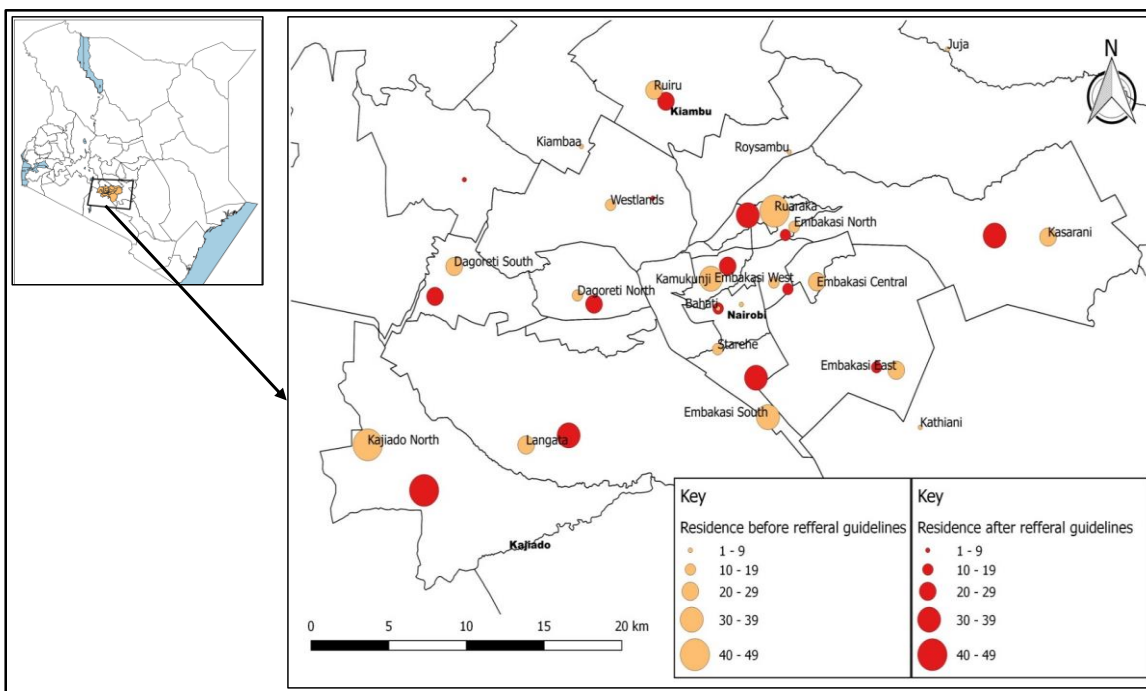 Juja
N
Ruiru
Kiambu
Kiambaa
Roysambu
Westlands
Ruaraka
Embakasi North
Kasarani
Dagoreti South
Kamukunji
Embakasi West
Embakasi Central
Dagoreti North
Bahati
Nairobi
Starehe
Embakasi East
Embakasi South
Kathiani
Kajiado North
Langata
Kajiado
0 5 10 15 20 km
Key
Residence before refferal guidelines
1 - 9
10 - 19
20 - 29
30 - 39
40 - 49
Key
Residence after refferal guidelines
1 - 9
10 - 19
20 - 29
30 - 39
40 - 49